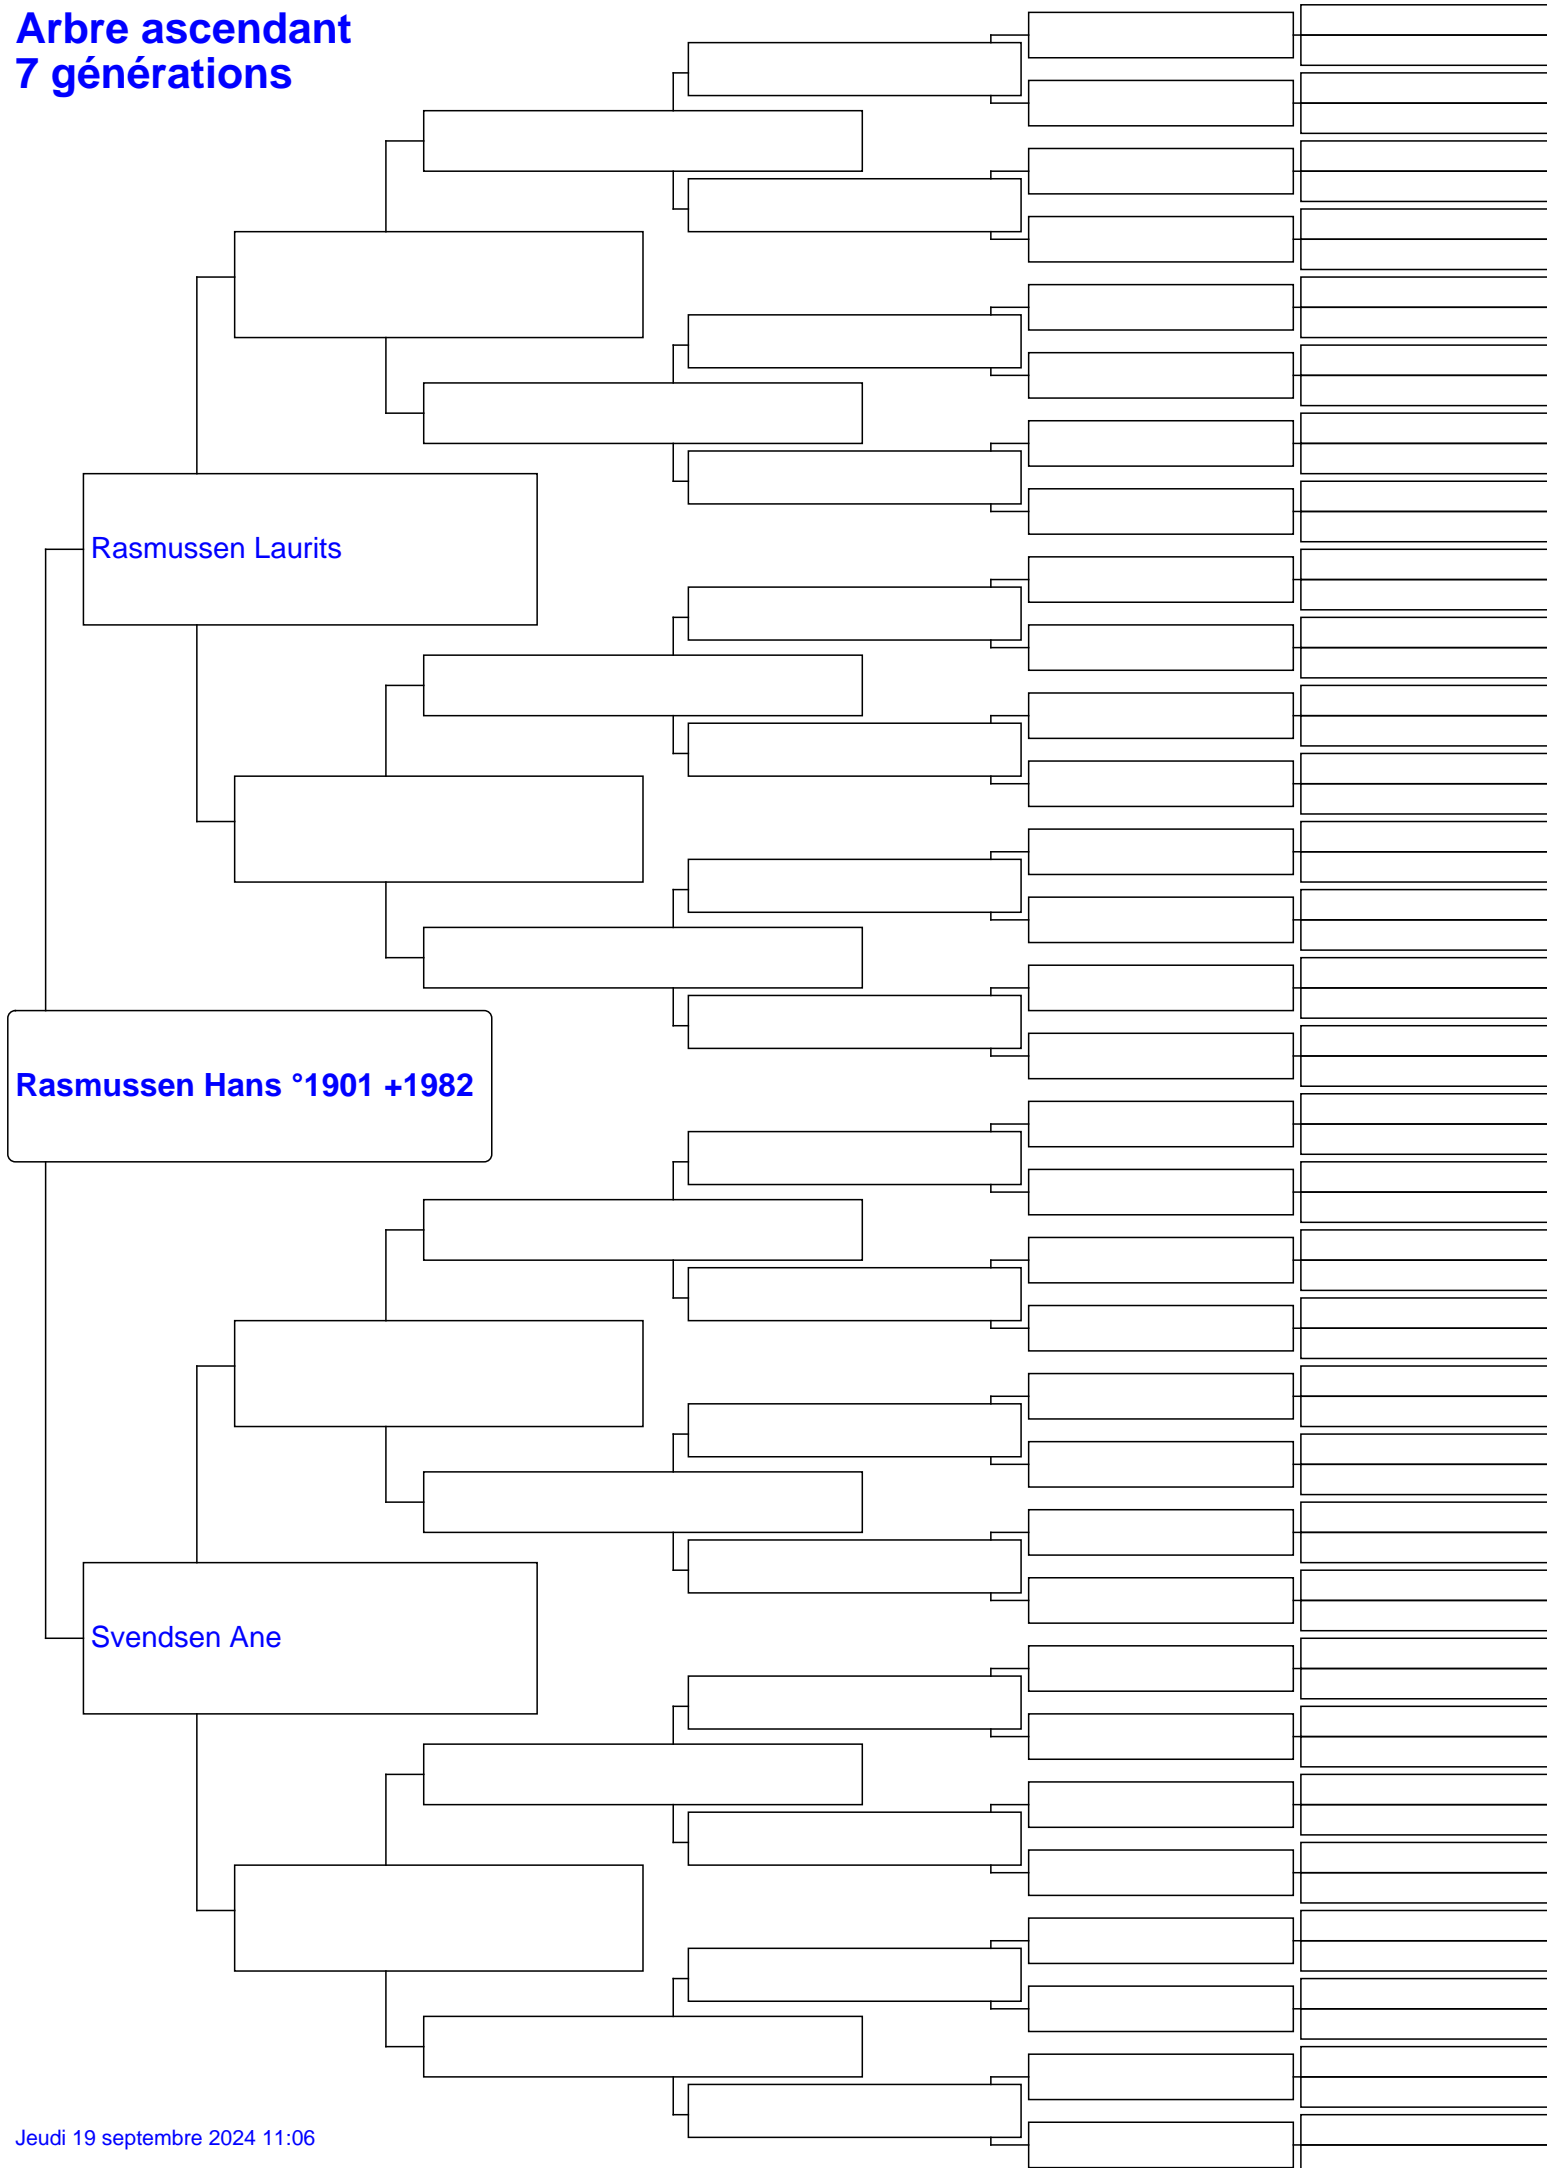 Arbre ascendant
7 générations
Rasmussen Laurits
Rasmussen Hans °1901 +1982
Svendsen Ane
Jeudi 19 septembre 2024 11:06